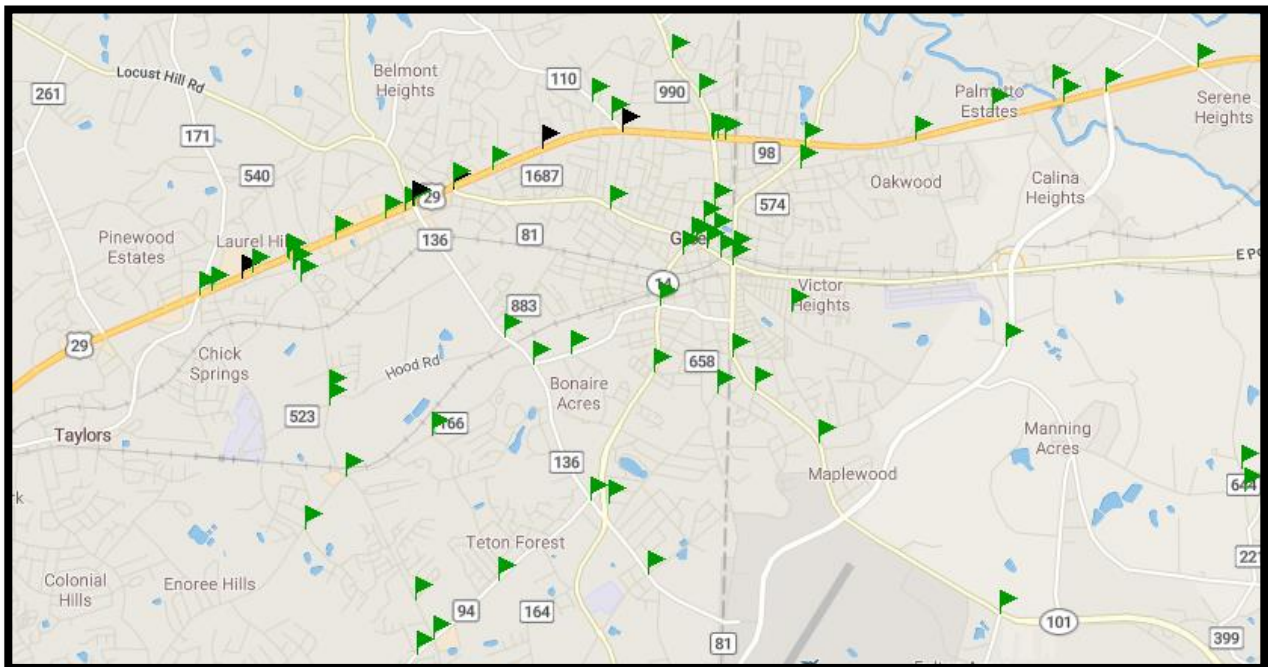 Locust Hill Rd
Belmont
Heights
110
990
Palmetto
Estates
261
Serene
Heights
171
98
540
1687
Oakwood
Calina
Heights
29
574
Pinewood
Estates
Laurel Hill
136
81
14
883
Victor
Heights
29
Chick
Springs
Hood Rd
658
Bonaire
Acres
523
166
Taylors
Manning
Acres
136
Maplewood
644
Teton Forest
221
Colonial
Hills
Enoree Hills
94
164
101
81
399